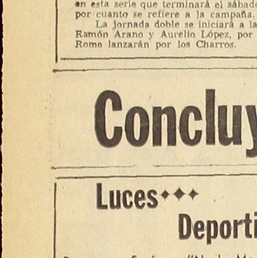 en esta serie que terminará el sábado
por cuanto se refiere a la campaña.
La jornada doble se iniciará a la
Ramón Arano y Aurelio López, por
Romo lanzarán por los Charros.
Concluy
Luces
Deporti